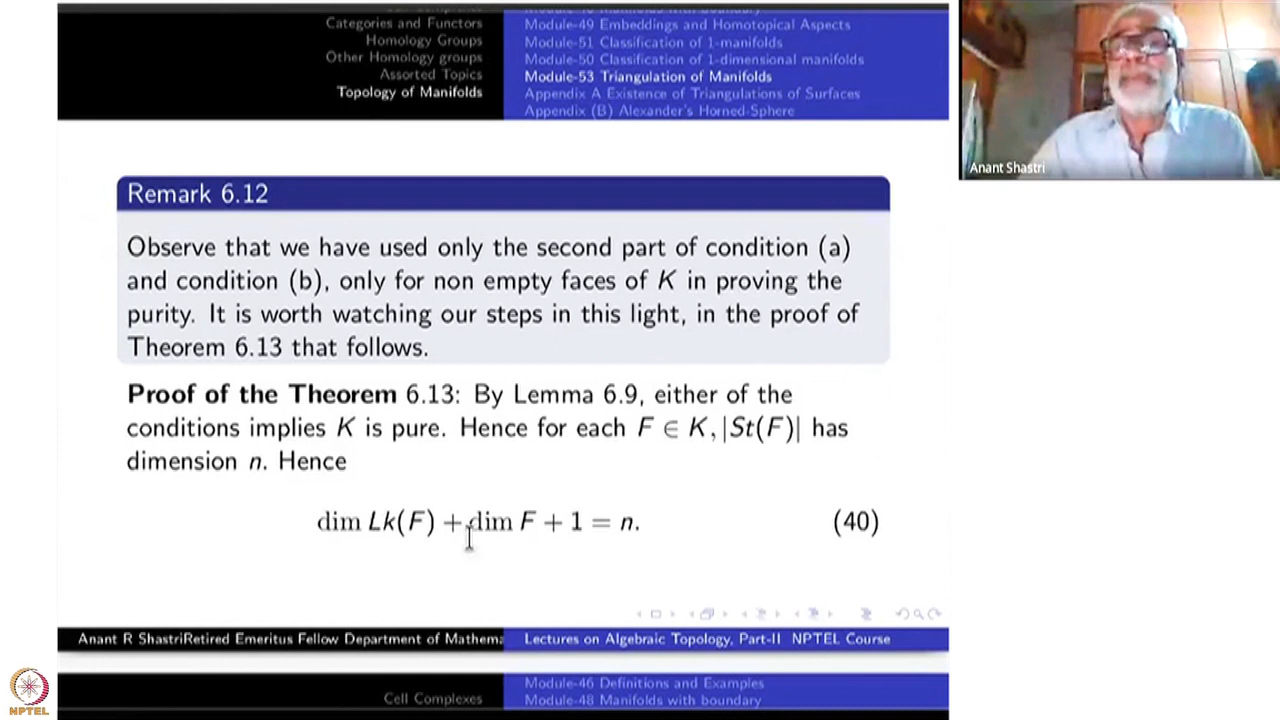 Categories and Functors
Homology Groups
Other Homology groups
Assorted Topics
Topology of Manifolds
Module-49 Embeddings and Homotopical Aspects
Module-51 Classification of 1-manifolds
Module-50 Classification of 1-dimensional manifolds
Module-53 Triangulation of Manifolds
Appendix A Existence of Triangulations of Surfaces
Appendix (B) Alexander's Horned-Sphere
Anant Shastri
Remark 6.12
Observe that we have used only the second part of condition (a)
and condition (b), only for non empty faces of K in proving the
purity. It is worth watching our steps in this light, in the proof of
Theorem 6.13 that follows.
Proof of the Theorem 6.13: By Lemma 6.9, either of the
conditions implies K is pure. Hence for each F ∈ K, |St(F)| has
dimension n. Hence
dim Lk(F) + dim F + 1 = n. (40)
Anant R ShastriRetired Emeritus Fellow Department of Mathema
Lectures on Algebraic Topology, Part-II NPTEL Course
Cell Complexes
Module-46 Definitions and Examples
Module-48 Manifolds with boundary
NPTEL